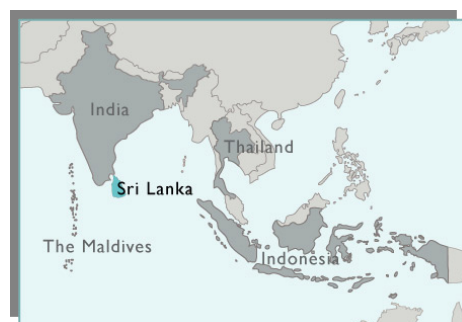 India
Thailand
Sri Lanka
The Maldives
Indonesia